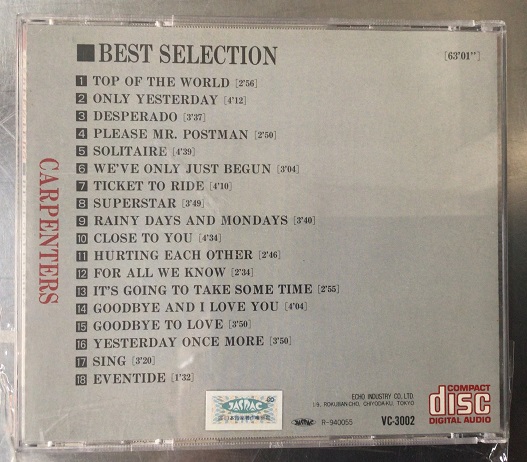 ■BEST SELECTION
[63'01"]
1 TOP OF THE WORLD [2'56]
2 ONLY YESTERDAY [4'12]
3 DESPERADO [3'37]
4 PLEASE MR. POSTMAN [2'50]
5 SOLITAIRE [4'39]
6 WE'VE ONLY JUST BEGUN [3'04]
7 TICKET TO RIDE [4'10]
8 SUPERSTAR [3'49]
9 RAINY DAYS AND MONDAYS [3'40]
10 CLOSE TO YOU [4'34]
11 HURTING EACH OTHER [2'46]
12 FOR ALL WE KNOW [2'34]
13 IT'S GOING TO TAKE SOME TIME [2'55]
14 GOODBYE AND I LOVE YOU [4'04]
15 GOODBYE TO LOVE [3'50]
16 YESTERDAY ONCE MORE [3'50]
17 SING [3'20]
18 EVENTIDE [1'32]
CARPENTERS
JASRAC
ECHO INDUSTRY CO. LTD
ROKUBAN-CHO, CHIYODA-KU, TOKYO
JASRAC R-940055 VC-3002
COMPACT
disc
DIGITAL AUDIO